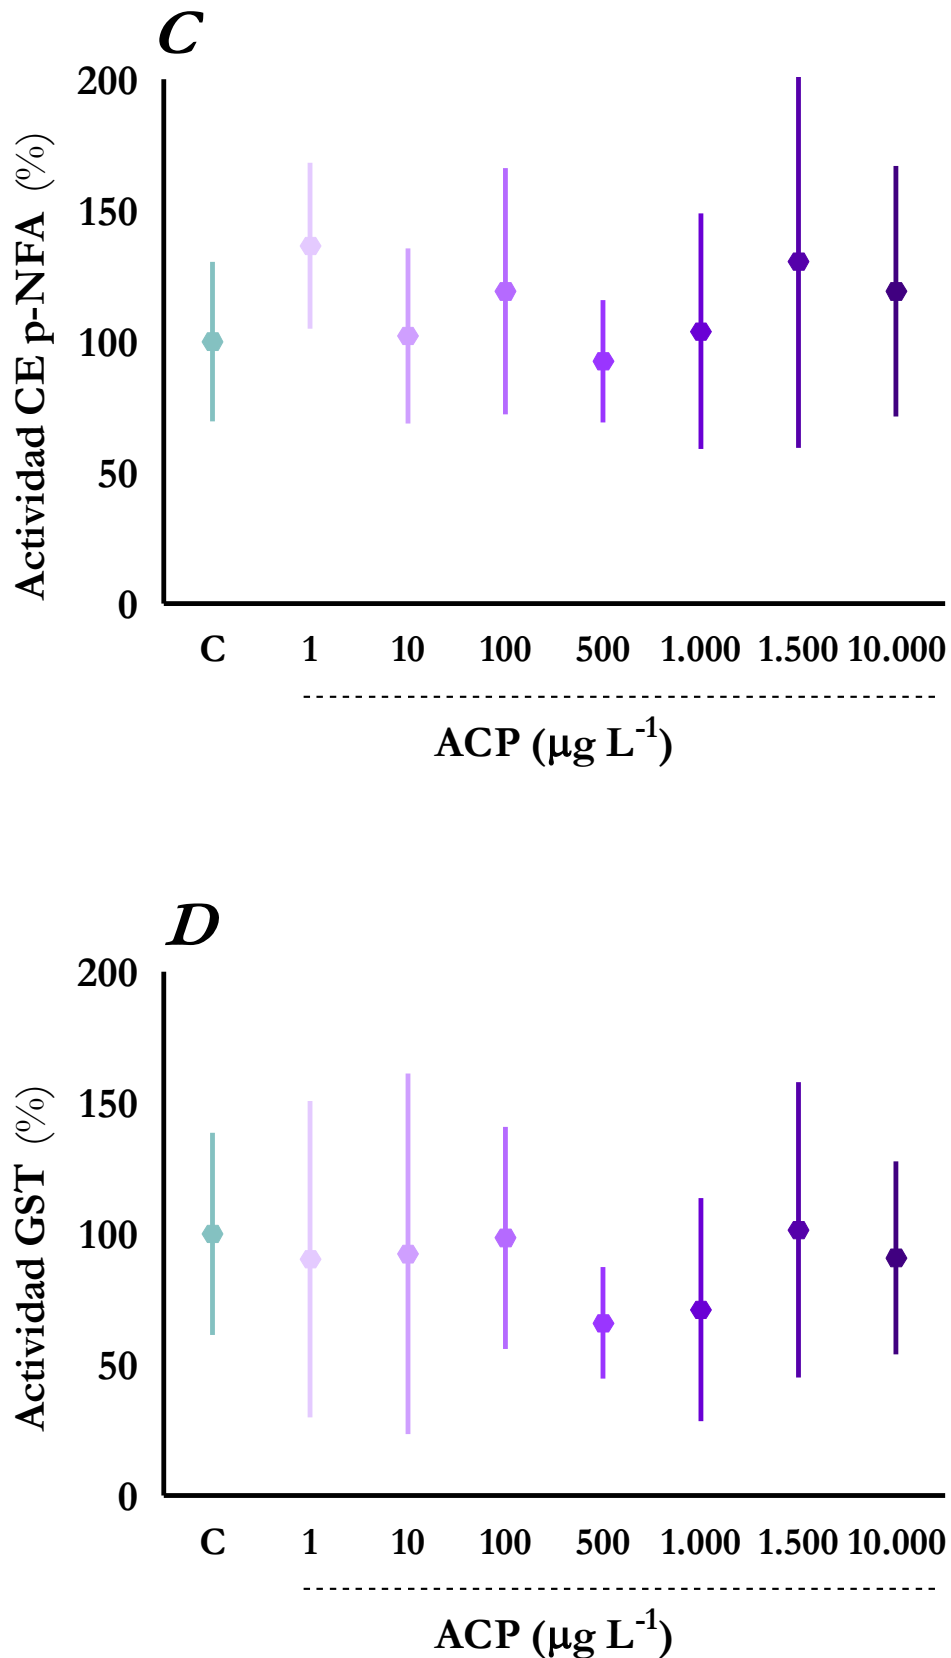 C
Actividad CE p-NFA (%)
200
150
100
50
0
C 1 10 100 500 1.000 1.500 10.000
ACP (µg L⁻¹)
D
Actividad GST (%)
200
150
100
50
0
C 1 10 100 500 1.000 1.500 10.000
ACP (µg L⁻¹)